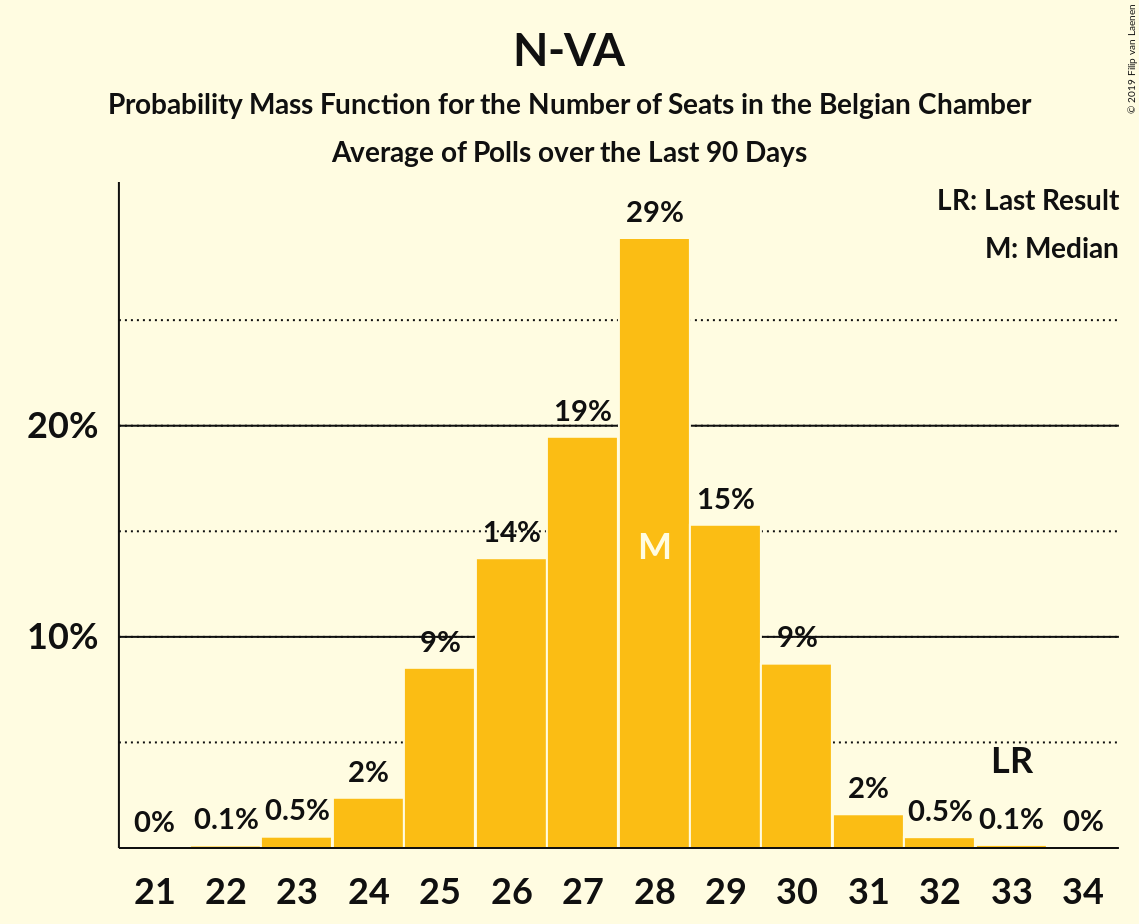 N-VA
Probability Mass Function for the Number of Seats in the Belgian Chamber
Average of Polls over the Last 90 Days
© 2019 Filip van Laenen
LR: Last Result
M: Median
20%
10%
0%
0.1%
0.5%
2%
9%
14%
19%
29%
M
15%
9%
2%
0.5%
LR
0.1%
0%
21 22 23 24 25 26 27 28 29 30 31 32 33 34